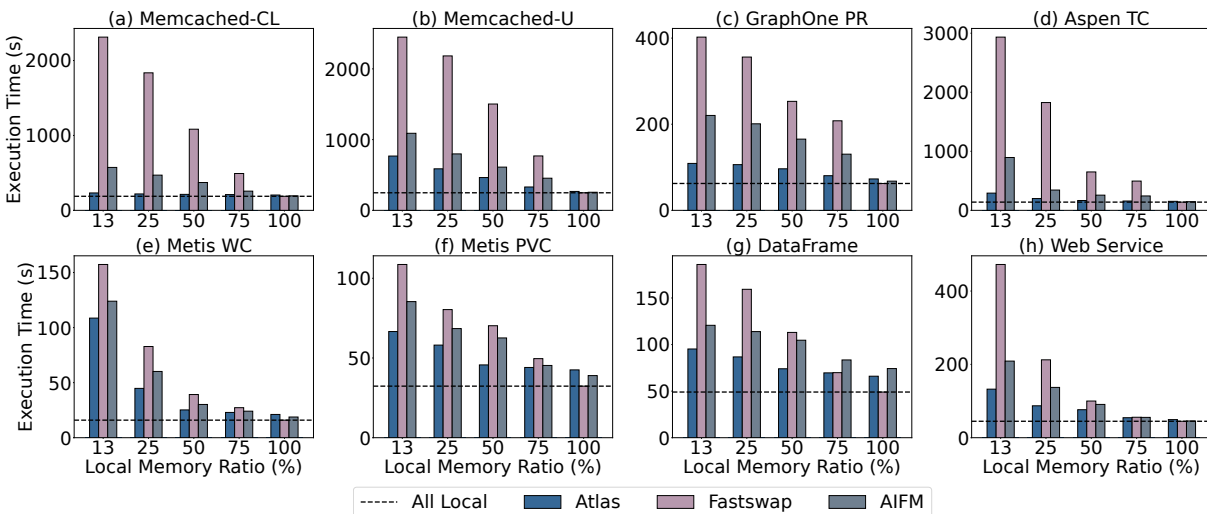 (a) Memcached-CL
(b) Memcached-U
(c) GraphOne PR
(d) Aspen TC
Execution Time (s)
2000
1000
0
2000
1000
0
400
200
0
3000
2000
1000
0
13 25 50 75 100
13 25 50 75 100
13 25 50 75 100
13 25 50 75 100
(e) Metis WC
(f) Metis PVC
(g) DataFrame
(h) Web Service
Execution Time (s)
150
100
50
0
100
50
0
150
100
50
0
400
200
0
13 25 50 75 100
13 25 50 75 100
13 25 50 75 100
13 25 50 75 100
Local Memory Ratio (%)
Local Memory Ratio (%)
Local Memory Ratio (%)
Local Memory Ratio (%)
All Local Atlas Fastswap AIFM